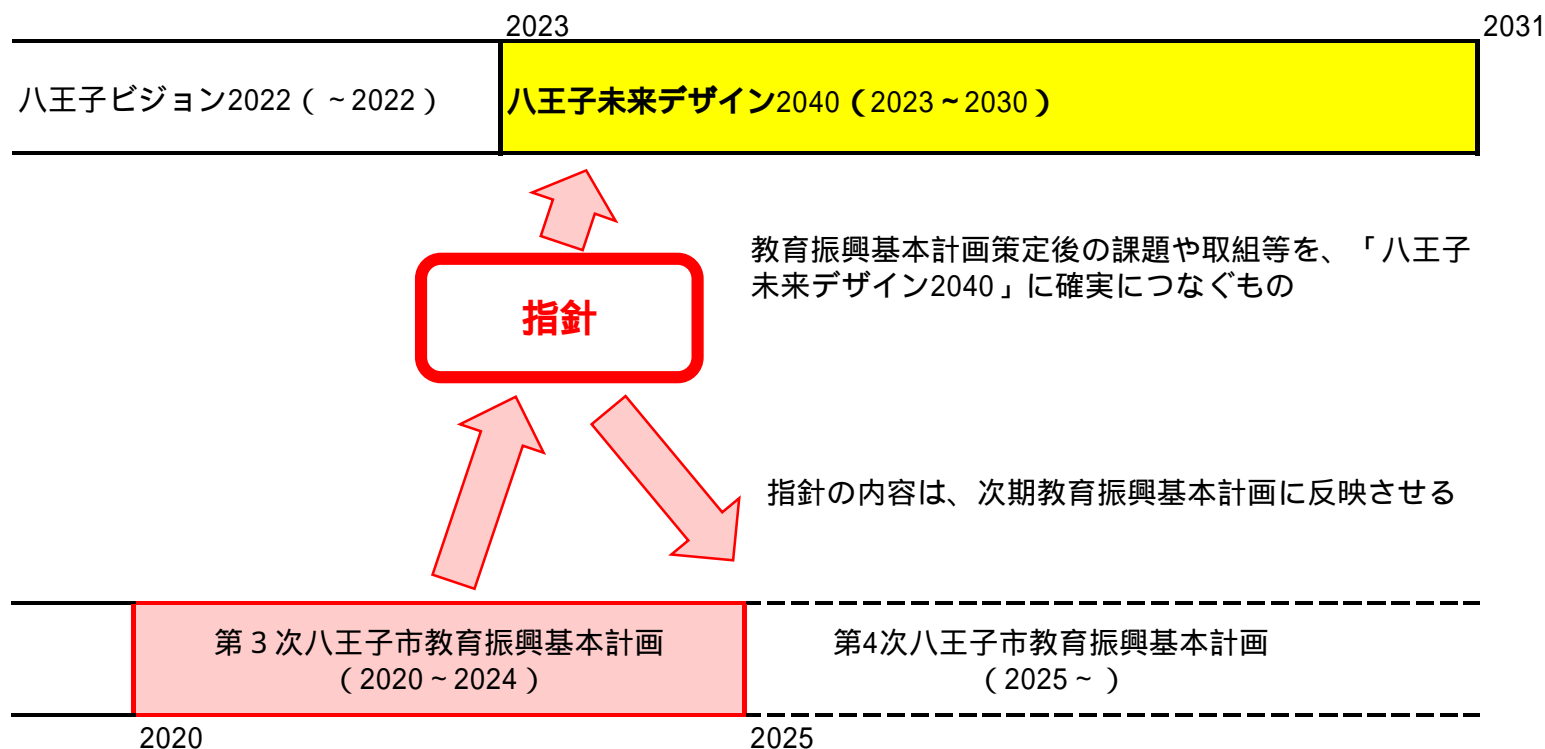 2023
2031
八王子ビジョン2022（~2022）
八王子未来デザイン2040（2023~2030）
教育振興基本計画策定後の課題や取組等を、「八王子
未来デザイン2040」に確実につなぐもの
指針
指針の内容は、次期教育振興基本計画に反映させる
第３次八王子市教育振興基本計画
（2020~2024）
第4次八王子市教育振興基本計画
（2025~）
2020
2025